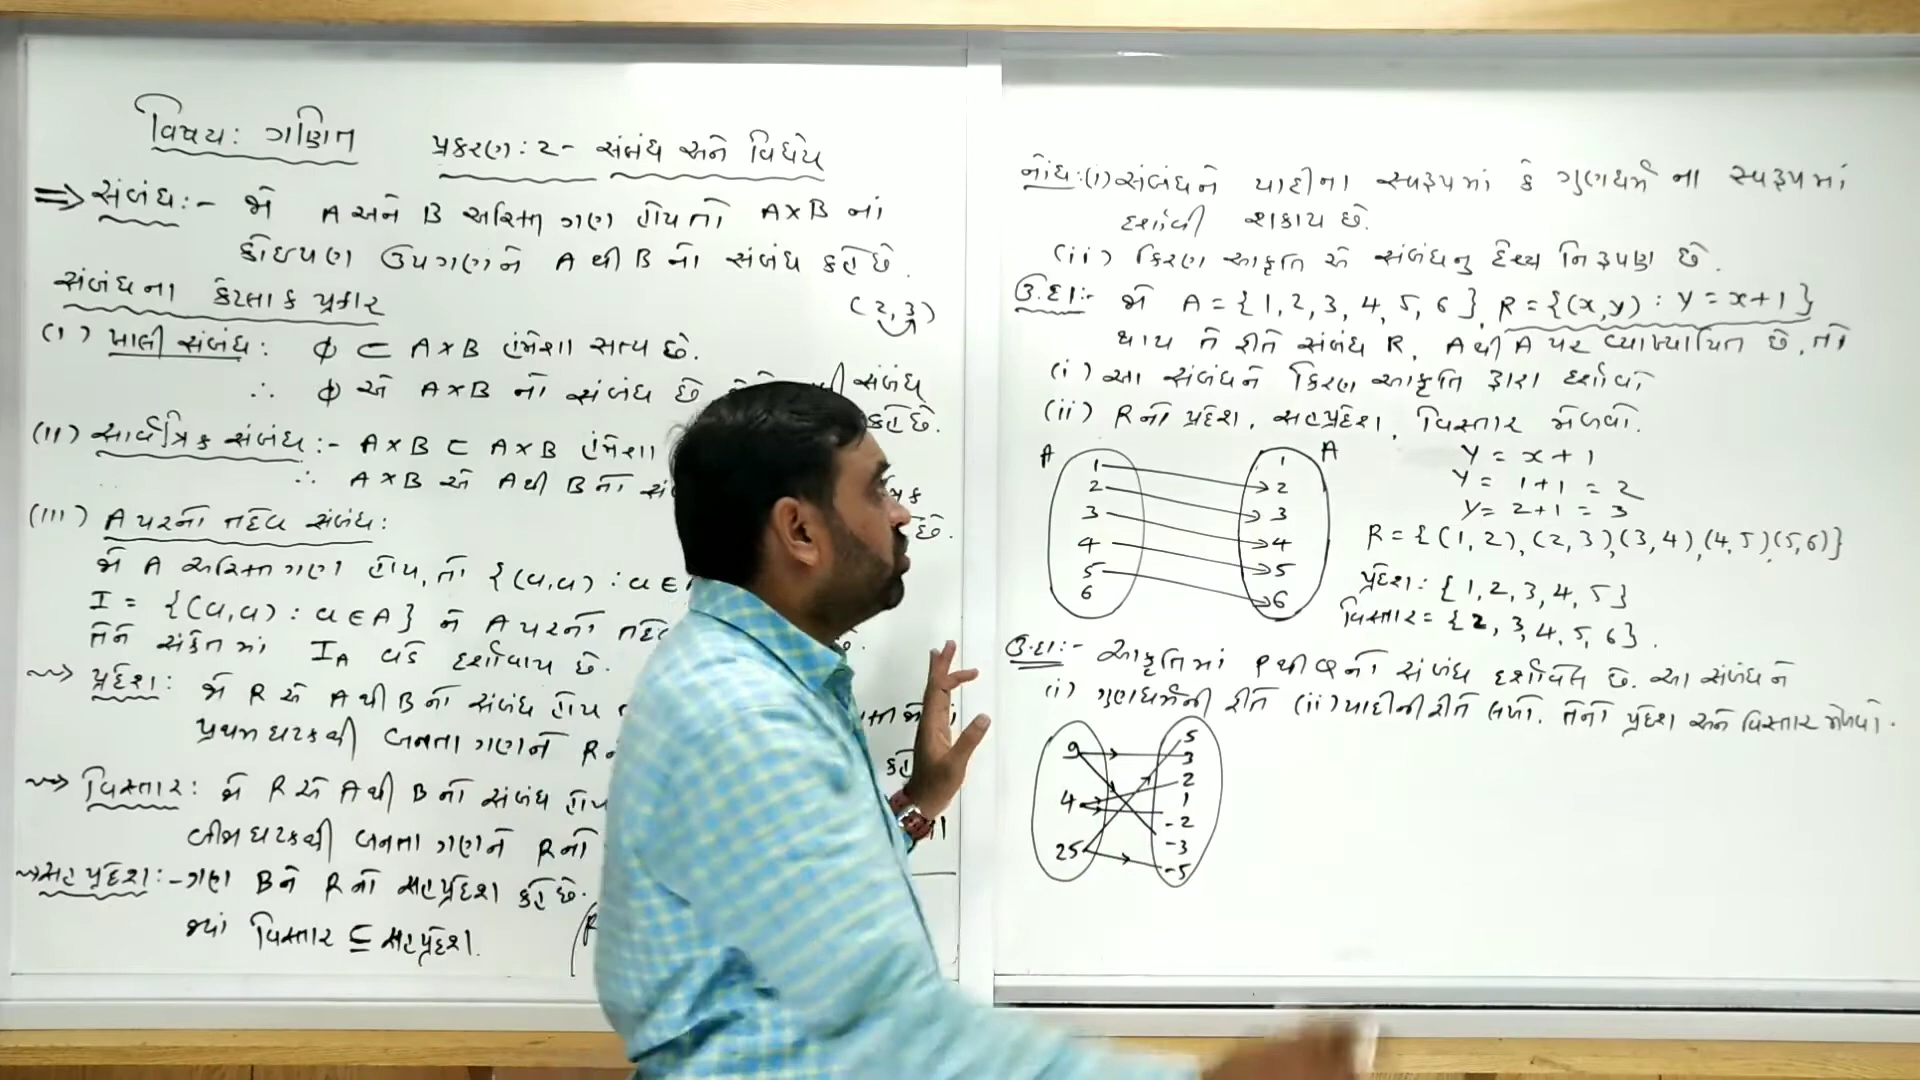 વિષય: ગણિત પ્રકરણ: 2- સંબંધ અને વિધેય
⇒ સંબંધ:- જો A અને B અરિક્ત ગણ હોય તો A×B નાં
કોઇપણ ઉપગણને A થી B નો સંબંધ કહે છે.
સંબંધના કેટલાક પ્રકાર
(2, 3)
(i) ખાલી સંબંધ: ϕ ⊂ A×B હંમેશા સત્ય છે.
∴ ϕ એ A×B નો સંબંધ છે સંબંધ
કહે છે.
(ii) સાર્વત્રિક સંબંધ:- A×B ⊂ A×B હંમેશા
∴ A×B એ A થી B નો
છે.
(iii) A પરનો તદેવ સંબંધ:
જો A અરિક્ત ગણ હોય, તો {(a,a) : a ∈
I = {(a,a) : a ∈ A} ને A પરનો
તેને સંકેતમાં I_A વડે દર્શાવાય છે.
પ્રદેશ: જો R એ A થી B નો સંબંધ હોય
પ્રથમ ઘટકથી બનતા ગણને R
વિસ્તાર: જો R એ A થી B નો સંબંધ હોય
બીજા ઘટકથી બનતા ગણને R નો
સહપ્રદેશ:- ગણ B ને R નો સહપ્રદેશ કહે છે.
જ્યાં વિસ્તાર ⊆ સહપ્રદેશ.
નોંધ:(i) સંબંધને યાદીના સ્વરૂપમાં કે ગુણધર્મ ના સ્વરૂપમાં
દર્શાવી શકાય છે.
(ii) કિરણ આકૃતિ એ સંબંધનુ દૃશ્ય નિરૂપણ છે.
ઉ.દા:- જો A = {1, 2, 3, 4, 5, 6}, R = {(x,y) : y = x+1}
થાય તે રીતે સંબંધ R, A થી A પર વ્યાખ્યાયિત છે, તો
(i) આ સંબંધને કિરણ આકૃતિ દ્વારા દર્શાવો
(ii) R નો પ્રદેશ, સહપ્રદેશ, વિસ્તાર મેળવો.
A A
1 1
2 2
3 3
4 4
5 5
6 6
y = x+1
y = 1+1 = 2
y = 2+1 = 3
R = {(1, 2), (2, 3), (3, 4), (4, 5) (5, 6)}
પ્રદેશ: {1, 2, 3, 4, 5}
વિસ્તાર = {2, 3, 4, 5, 6}.
ઉ.દા:- આકૃતિમાં P થી Q નો સંબંધ દર્શાવેલ છે. આ સંબંધને
(i) ગુણધર્મની રીતે (ii) યાદીની રીતે લખો. તેનો પ્રદેશ અને વિસ્તાર મેળવો.
9 4 25
5
3
2
1
-2
-3
-5